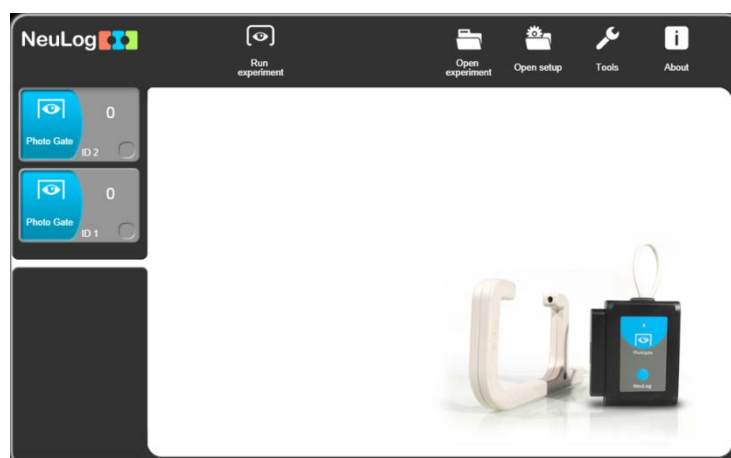 NeuLog
Run
experiment
Open
experiment
Open setup
Tools
i
About
0
Photo Gate
ID 2
0
Photo Gate
ID 1
Photogate
NeuLog